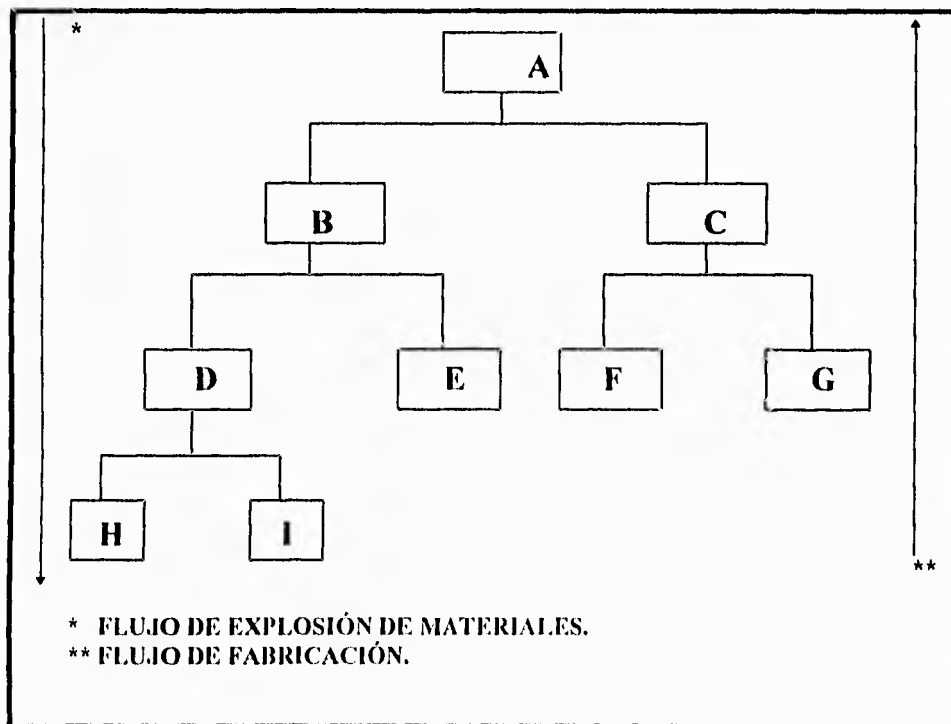 *
A
B
C
D
E
F
G
H
I
**
* FLUJO DE EXPLOSIÓN DE MATERIALES.
** FLUJO DE FABRICACIÓN.